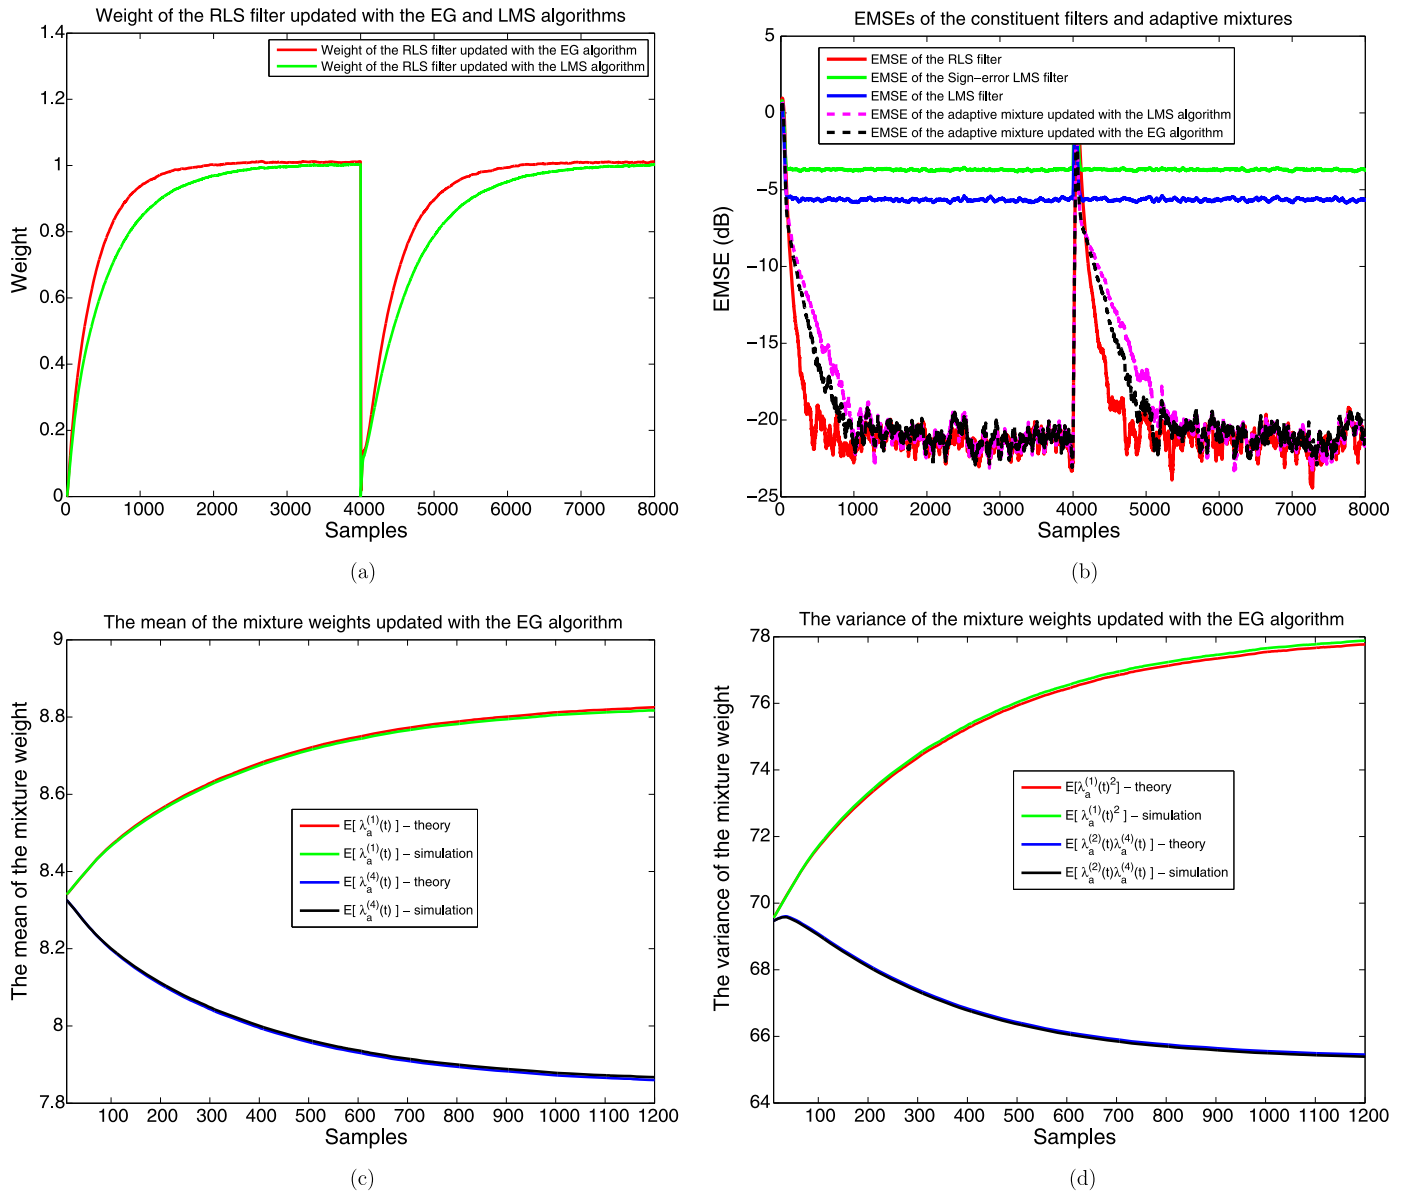 Weight of the RLS filter updated with the EG and LMS algorithms
1.4
1.2
1
0.8
0.6
0.4
0.2
0
Weight
Weight of the RLS filter updated with the EG algorithm
Weight of the RLS filter updated with the LMS algorithm
0 1000 2000 3000 4000 5000 6000 7000 8000
Samples
(a)
EMSEs of the constituent filters and adaptive mixtures
5
0
−5
−10
−15
−20
−25
EMSE (dB)
EMSE of the RLS filter
EMSE of the Sign−error LMS filter
EMSE of the LMS filter
EMSE of the adaptive mixture updated with the LMS algorithm
EMSE of the adaptive mixture updated with the EG algorithm
0 1000 2000 3000 4000 5000 6000 7000 8000
Samples
(b)
The mean of the mixture weights updated with the EG algorithm
9
8.8
8.6
8.4
8.2
8
7.8
The mean of the mixture weight
E[ λ_a^(1)(t) ] − theory
E[ λ_a^(1)(t) ] − simulation
E[ λ_a^(4)(t) ] − theory
E[ λ_a^(4)(t) ] − simulation
100 200 300 400 500 600 700 800 900 1000 1100 1200
Samples
(c)
The variance of the mixture weights updated with the EG algorithm
78
76
74
72
70
68
66
64
The variance of the mixture weight
E[λ_a^(1)(t)²] − theory
E[ λ_a^(1)(t)² ] − simulation
E[ λ_a^(2)(t)λ_a^(4)(t) ] − theory
E[ λ_a^(2)(t)λ_a^(4)(t) ] − simulation
100 200 300 400 500 600 700 800 900 1000 1100 1200
Samples
(d)